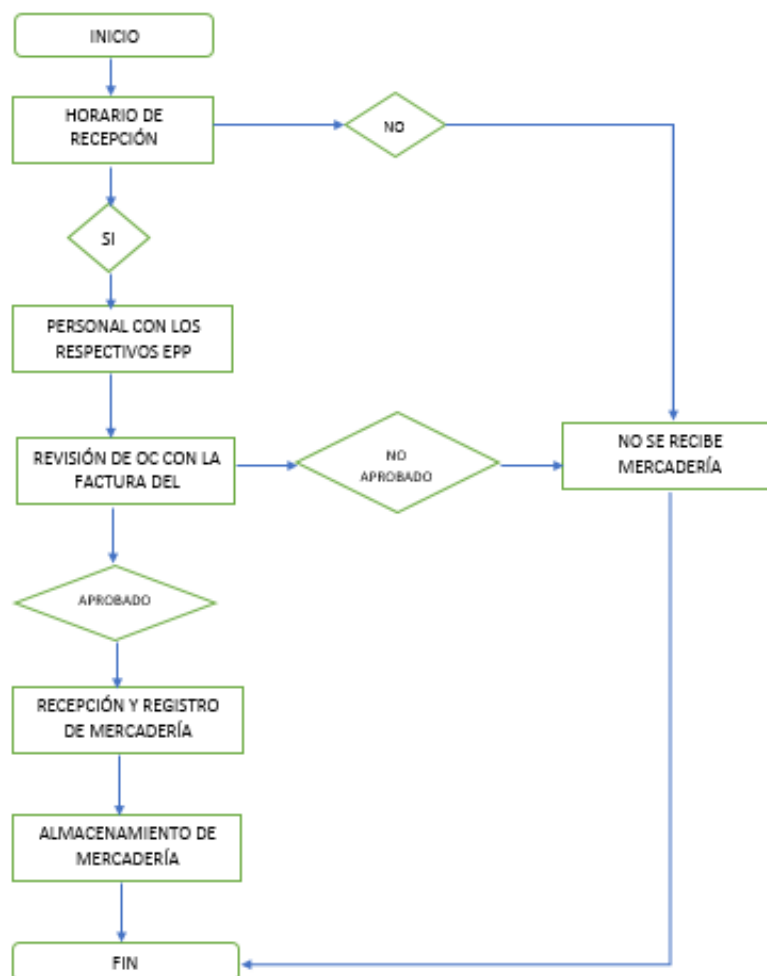 INICIO
HORARIO DE
RECEPCIÓN
NO
SI
PERSONAL CON LOS
RESPECTIVOS EPP
REVISIÓN DE OC CON LA
FACTURA DEL
NO
APROBADO
NO SE RECIBE
MERCADERÍA
APROBADO
RECEPCIÓN Y REGISTRO
DE MERCADERÍA
ALMACENAMIENTO DE
MERCADERÍA
FIN